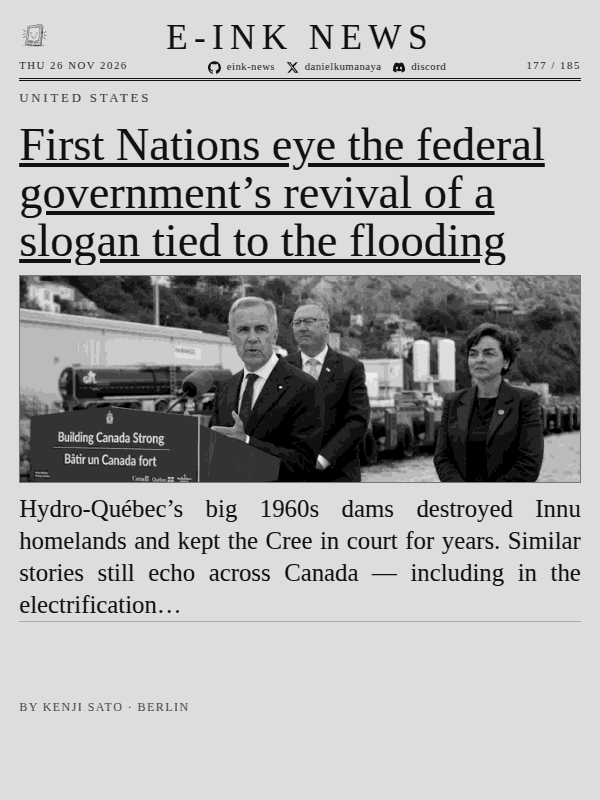 E-INK NEWS
THU 26 NOV 2026
eink-news
danielkumanaya
discord
177 / 185
UNITED STATES
First Nations eye the federal
government’s revival of a
slogan tied to the flooding
Building Canada Strong
Bâtir un Canada fort
Canada
Québec
Hydro-Québec’s big 1960s dams destroyed Innu
homelands and kept the Cree in court for years. Similar
stories still echo across Canada — including in the
electrification…
BY KENJI SATO · BERLIN